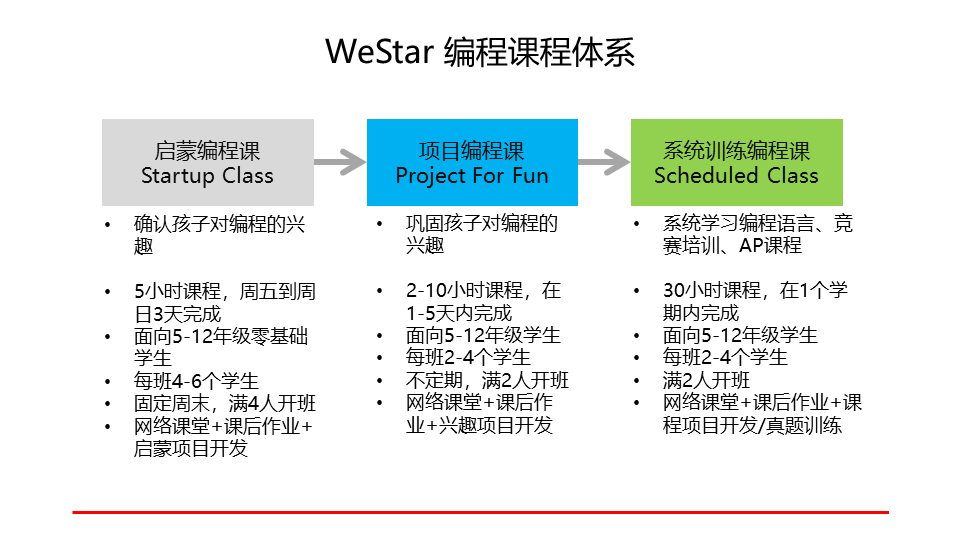 WeStar 编程课程体系
启蒙编程课
Startup Class
• 确认孩子对编程的兴
趣
• 5小时课程，周五到周
日3天完成
• 面向5-12年级零基础
学生
• 每班4-6个学生
• 固定周末，满4人开班
• 网络课堂+课后作业+
启蒙项目开发
项目编程课
Project For Fun
• 巩固孩子对编程的
兴趣
• 2-10小时课程，在
1-5天内完成
• 面向5-12年级学生
• 每班2-4个学生
• 不定期，满2人开班
• 网络课堂+课后作
业+兴趣项目开发
系统训练编程课
Scheduled Class
• 系统学习编程语言、竞
赛培训、AP课程
• 30小时课程，在1个学
期内完成
• 面向5-12年级学生
• 每班2-4个学生
• 满2人开班
• 网络课堂+课后作业+课
程项目开发/真题训练